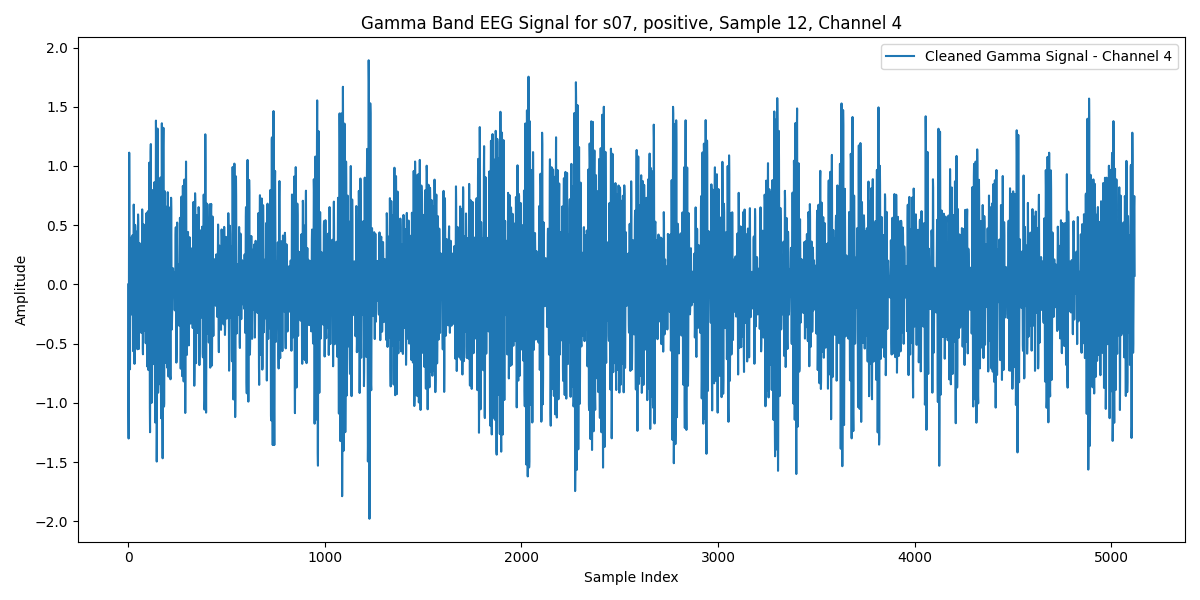 Gamma Band EEG Signal for s07, positive, Sample 12, Channel 4
Cleaned Gamma Signal - Channel 4
Amplitude
2.0
1.5
1.0
0.5
0.0
−0.5
−1.0
−1.5
−2.0
0 1000 2000 3000 4000 5000
Sample Index